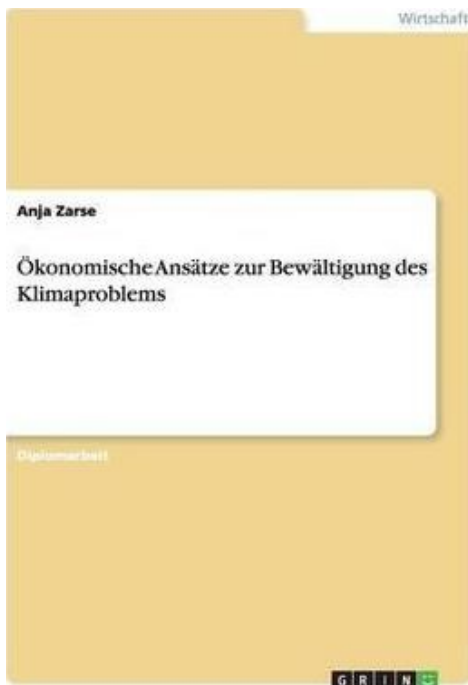 Wirtschaft
Anja Zarse
Ökonomische Ansätze zur Bewältigung des
Klimaproblems
Diplomarbeit
GRIN